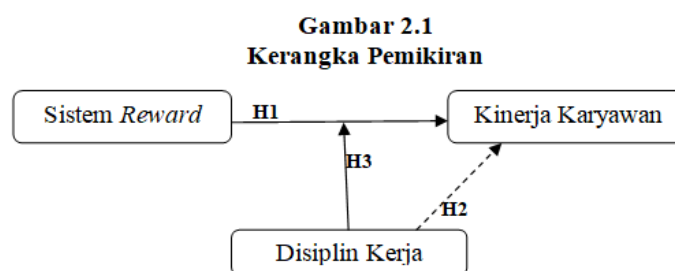 Gambar 2.1
Kerangka Pemikiran
Sistem Reward
H1
Kinerja Karyawan
H3
H2
Disiplin Kerja